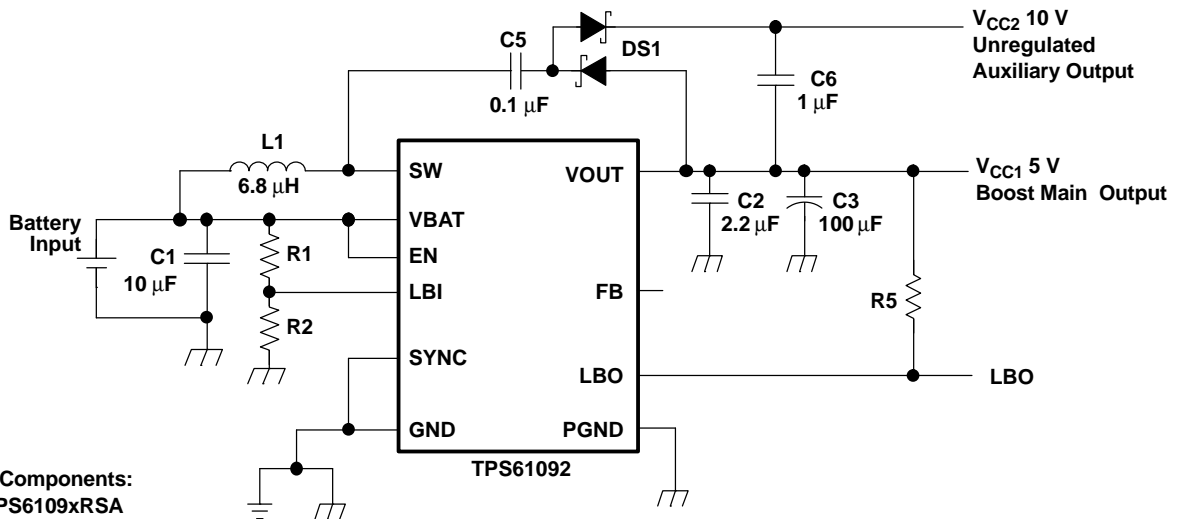 V_CC2 10 V
Unregulated
Auxiliary Output
C5
0.1 µF
DS1
C6
1 µF
L1
6.8 µH
SW
VOUT
V_CC1 5 V
Boost Main Output
Battery
Input
VBAT
C1
10 µF
R1
EN
C2
2.2 µF
C3
100 µF
LBI
FB
R5
R2
SYNC
LBO
LBO
GND
PGND
TPS61092
Components:
PS6109xRSA